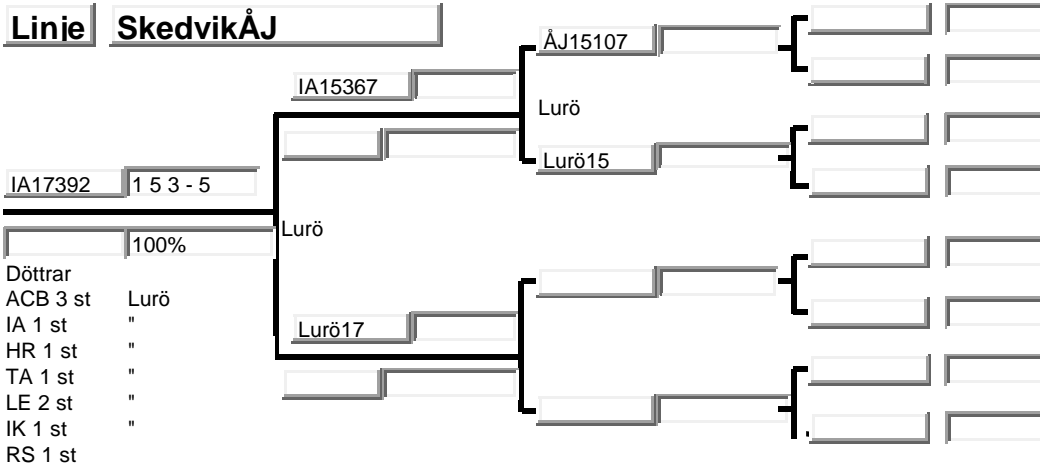 Linje SkedvikÅJ
ÅJ15107
IA15367
Lurö
Lurö15
IA17392 1 5 3 - 5
Lurö
100%
Döttrar
ACB 3 st Lurö
IA 1 st "
Lurö17
HR 1 st "
TA 1 st "
LE 2 st "
IK 1 st "
RS 1 st